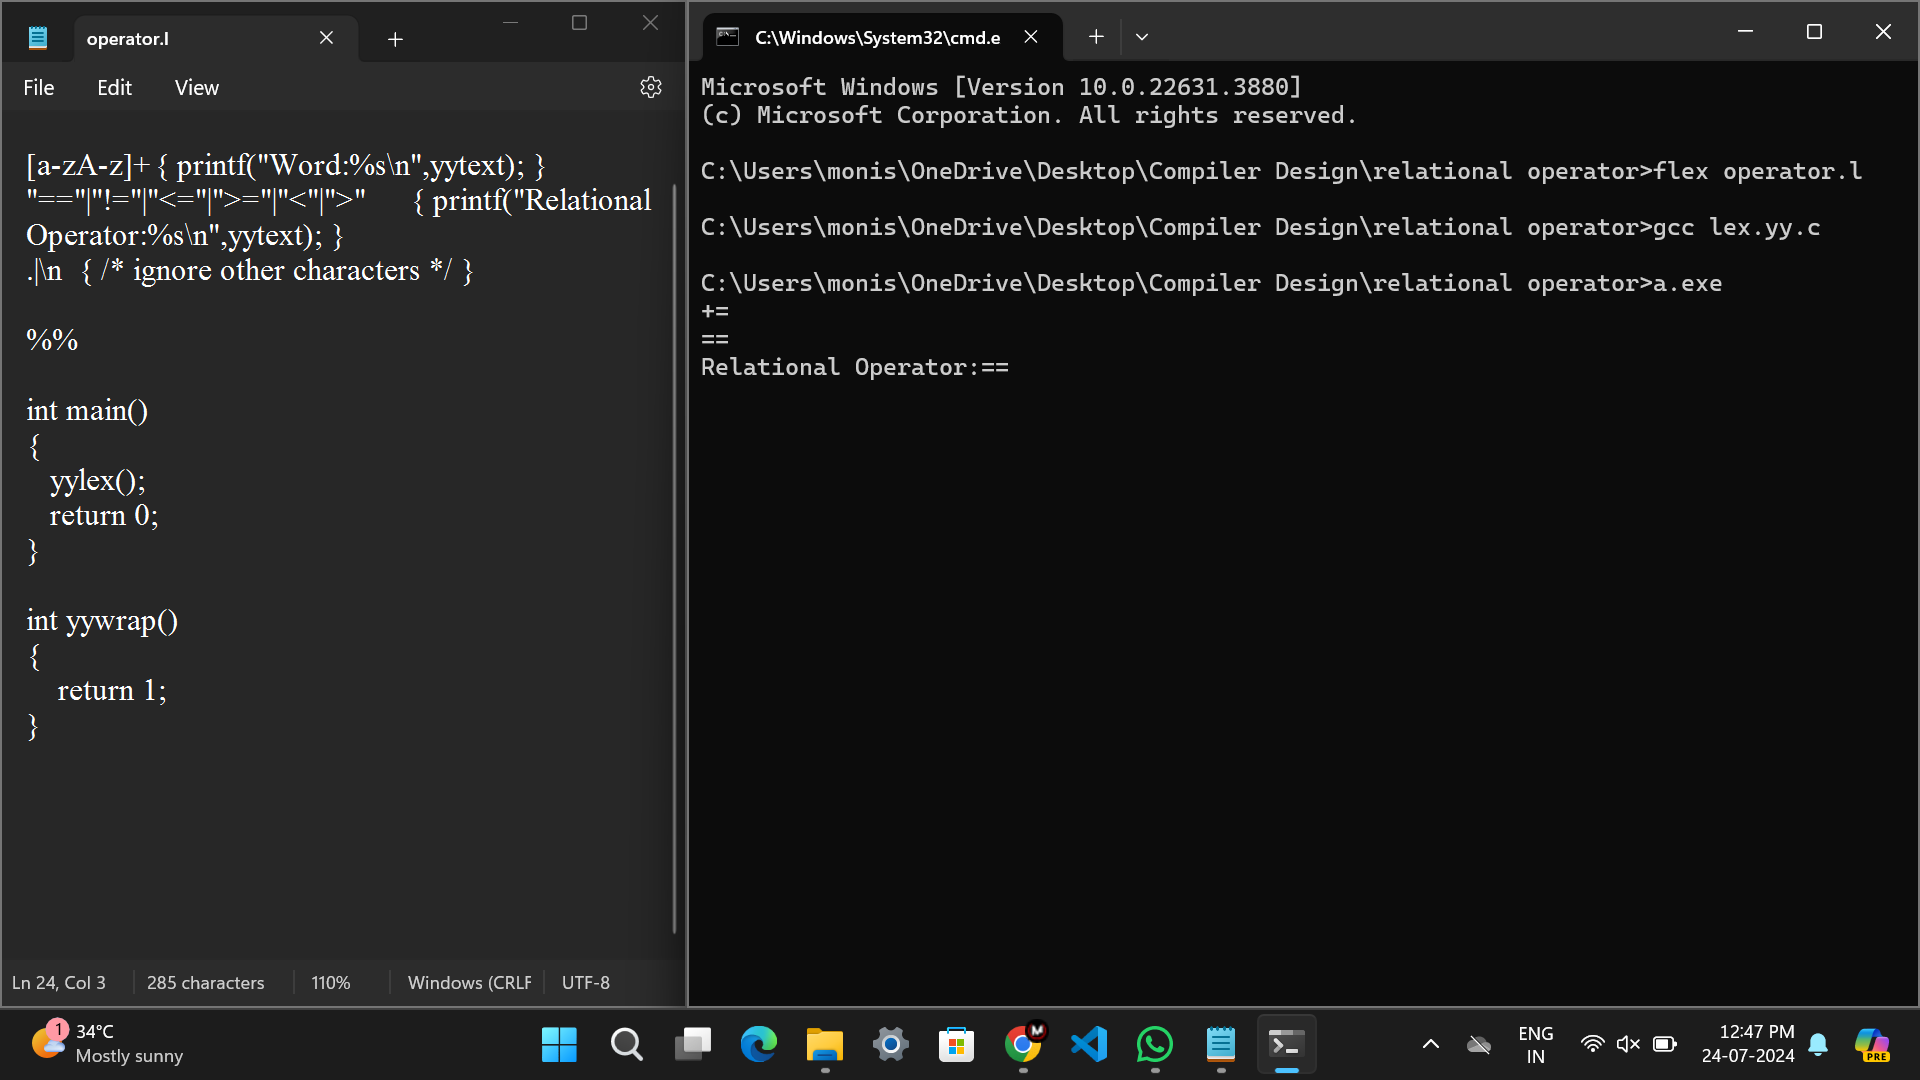 operator.l
File Edit View
[a-zA-z]+ { printf("Word:%s\n",yytext); }
"=="|"!="|"<="|">="|"<"|">" { printf("Relational
Operator:%s\n",yytext); }
.|\n { /* ignore other characters */ }
%%
int main()
{
yylex();
return 0;
}
int yywrap()
{
return 1;
}
Ln 24, Col 3 285 characters 110% Windows (CRLF UTF-8
C:\Windows\System32\cmd.e
Microsoft Windows [Version 10.0.22631.3880]
(c) Microsoft Corporation. All rights reserved.
C:\Users\monis\OneDrive\Desktop\Compiler Design\relational operator>flex operator.l
C:\Users\monis\OneDrive\Desktop\Compiler Design\relational operator>gcc lex.yy.c
C:\Users\monis\OneDrive\Desktop\Compiler Design\relational operator>a.exe
+=
==
Relational Operator:==
1
34°C
Mostly sunny
M
ENG
IN
12:47 PM
24-07-2024
PRE